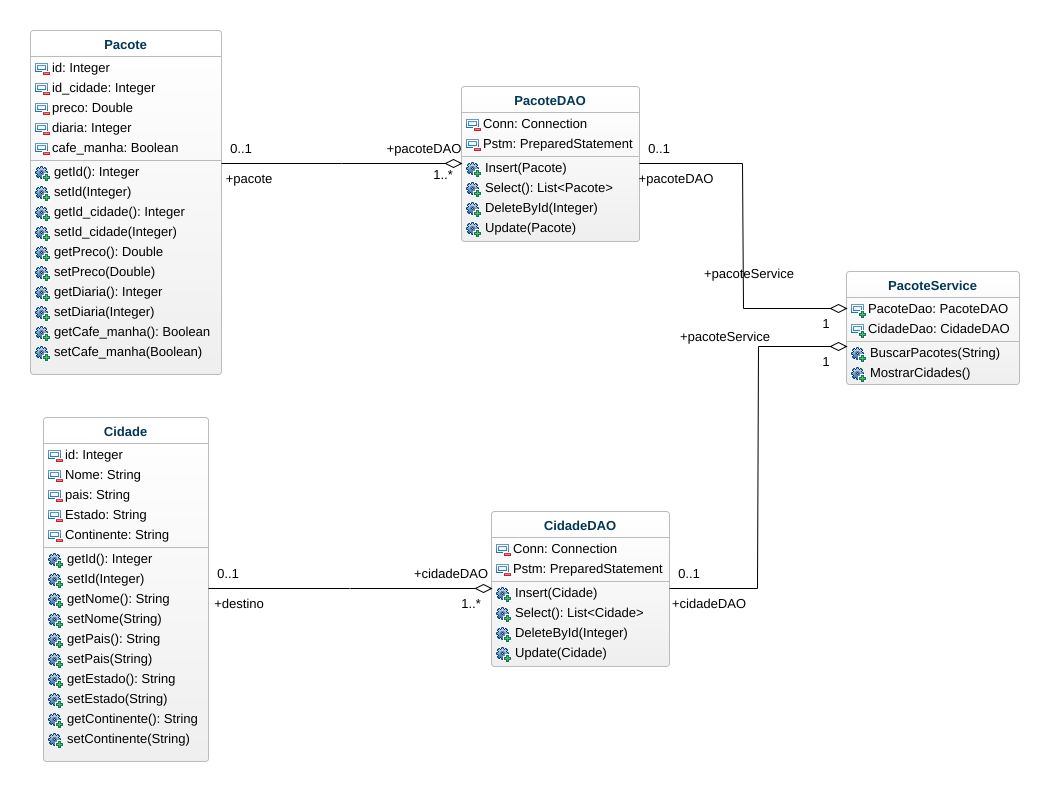 Pacote
id: Integer
id_cidade: Integer
preco: Double
diaria: Integer
cafe_manha: Boolean
getId(): Integer
setId(Integer)
getId_cidade(): Integer
setId_cidade(Integer)
getPreco(): Double
setPreco(Double)
getDiaria(): Integer
setDiaria(Integer)
getCafe_manha(): Boolean
setCafe_manha(Boolean)
0..1
+pacote
+pacoteDAO
1..*
PacoteDAO
Conn: Connection
Pstm: PreparedStatement
Insert(Pacote)
Select(): List<Pacote>
DeleteById(Integer)
Update(Pacote)
0..1
+pacoteDAO
+pacoteService
1
PacoteService
PacoteDao: PacoteDAO
CidadeDao: CidadeDAO
BuscarPacotes(String)
MostrarCidades()
+pacoteService
1
Cidade
id: Integer
Nome: String
pais: String
Estado: String
Continente: String
getId(): Integer
setId(Integer)
getNome(): String
setNome(String)
getPais(): String
setPais(String)
getEstado(): String
setEstado(String)
getContinente(): String
setContinente(String)
0..1
+destino
+cidadeDAO
1..*
CidadeDAO
Conn: Connection
Pstm: PreparedStatement
Insert(Cidade)
Select(): List<Cidade>
DeleteById(Integer)
Update(Cidade)
0..1
+cidadeDAO